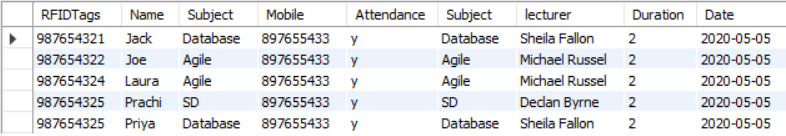 RFIDTags Name Subject Mobile Attendance Subject lecturer Duration Date
987654321 Jack Database 897655433 y Database Sheila Fallon 2 2020-05-05
987654322 Joe Agile 897655433 y Agile Michael Russel 2 2020-05-05
987654324 Laura Agile 897655433 y Agile Michael Russel 2 2020-05-05
987654325 Prachi SD 897655433 y SD Declan Byrne 2 2020-05-05
987654325 Priya Database 897655433 y Database Sheila Fallon 2 2020-05-05